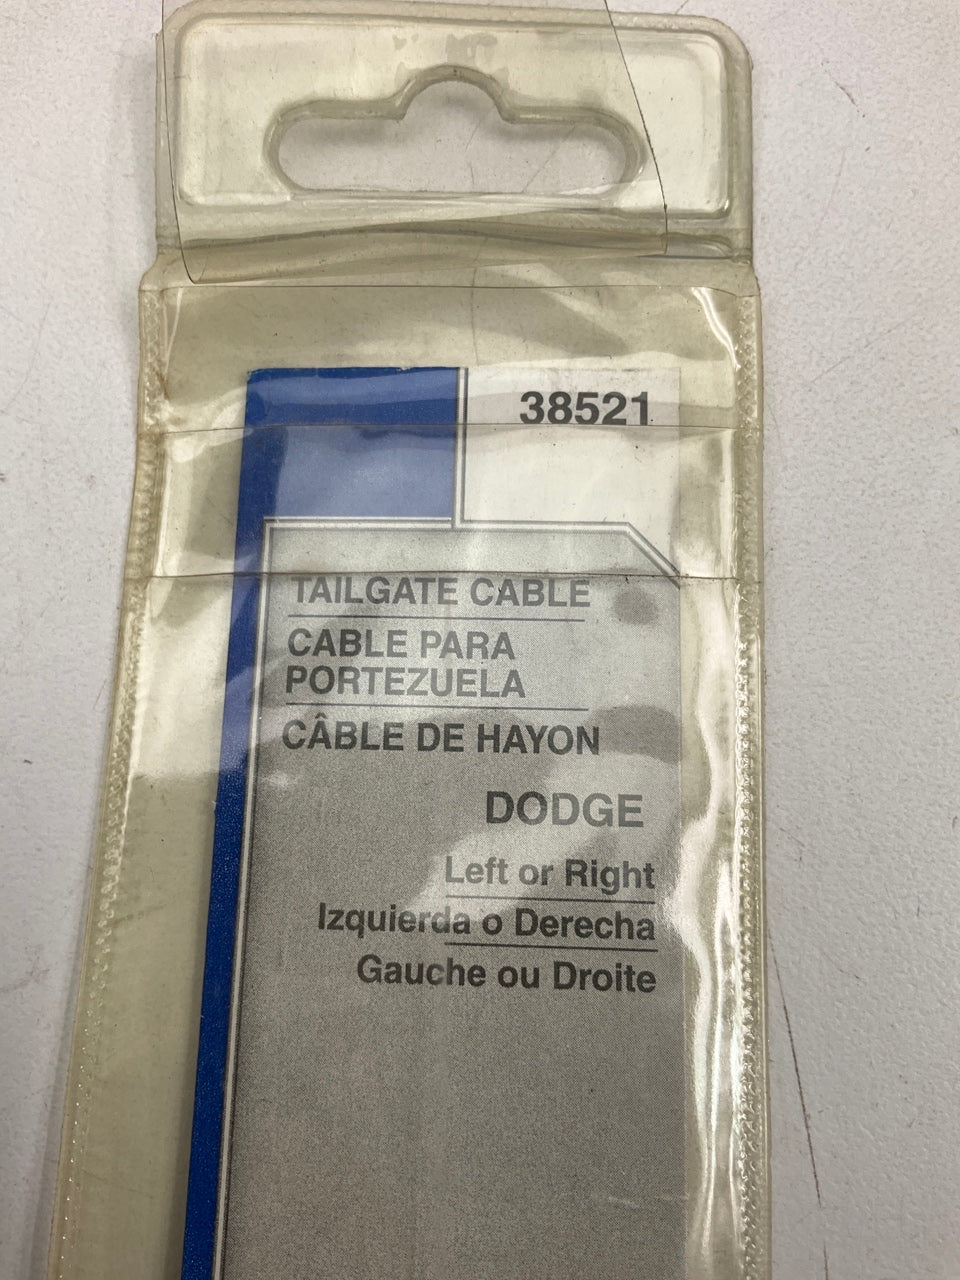 38521
TAILGATE CABLE
CABLE PARA
PORTEZUELA
CÂBLE DE HAYON
DODGE
Left or Right
Izquierda o Derecha
Gauche ou Droite